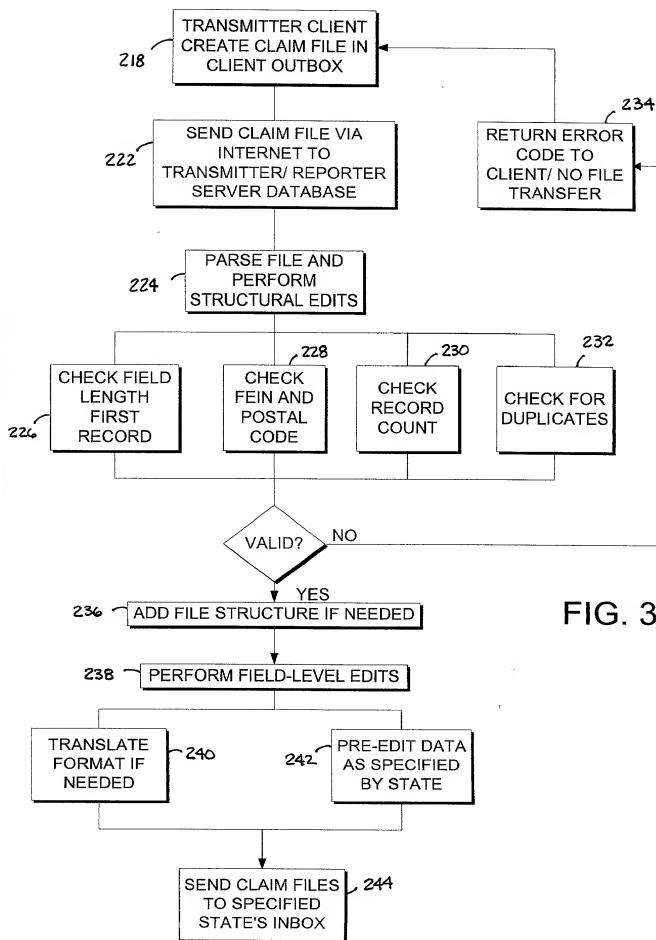 TRANSMITTER CLIENT
CREATE CLAIM FILE IN
CLIENT OUTBOX
218
234
RETURN ERROR
CODE TO
CLIENT/ NO FILE
TRANSFER
SEND CLAIM FILE VIA
INTERNET TO
TRANSMITTER/ REPORTER
SERVER DATABASE
222
PARSE FILE AND
PERFORM
STRUCTURAL EDITS
224
CHECK FIELD
LENGTH
FIRST
RECORD
226
228
CHECK
FEIN AND
POSTAL
CODE
230
CHECK
RECORD
COUNT
232
CHECK FOR
DUPLICATES
VALID?
NO
YES
236
ADD FILE STRUCTURE IF NEEDED
FIG. 3
238
PERFORM FIELD-LEVEL EDITS
TRANSLATE
FORMAT IF
NEEDED
240
242
PRE-EDIT DATA
AS SPECIFIED
BY STATE
SEND CLAIM FILES
TO SPECIFIED
STATE'S INBOX
244